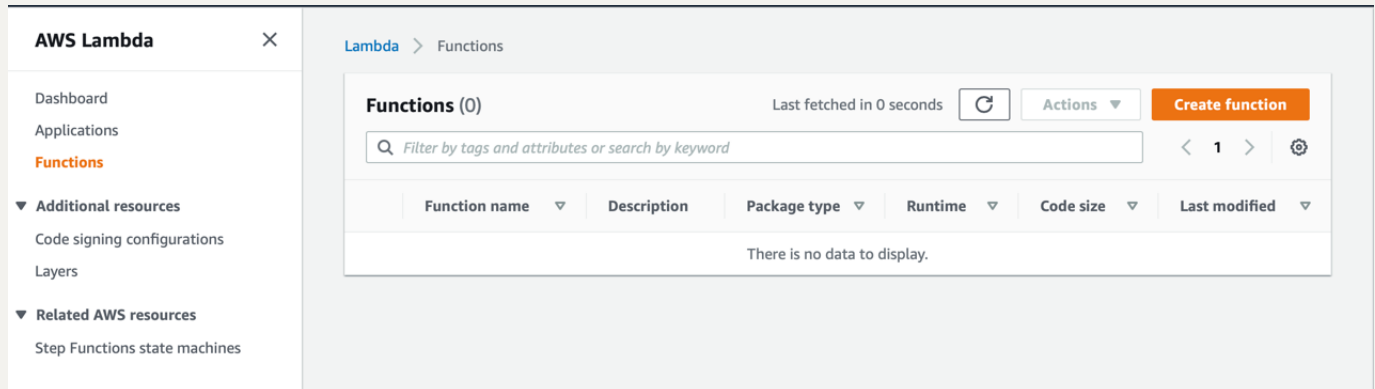 AWS Lambda
Dashboard
Applications
Functions
Additional resources
Code signing configurations
Layers
Related AWS resources
Step Functions state machines
Lambda > Functions
Functions (0) Last fetched in 0 seconds Actions Create function
Filter by tags and attributes or search by keyword 1
Function name Description Package type Runtime Code size Last modified
There is no data to display.